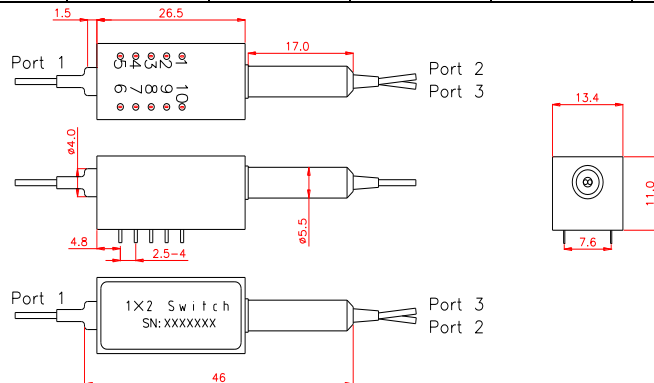 1.5
26.5
17.0
Port 1
5 4 3 2 1
6 7 8 9 10
Port 2
Port 3
13.4
11.0
7.6
ø4.0
ø5.5
4.8
2.5-4
Port 1
1×2 Switch
SN: XXXXXXX
Port 3
Port 2
46